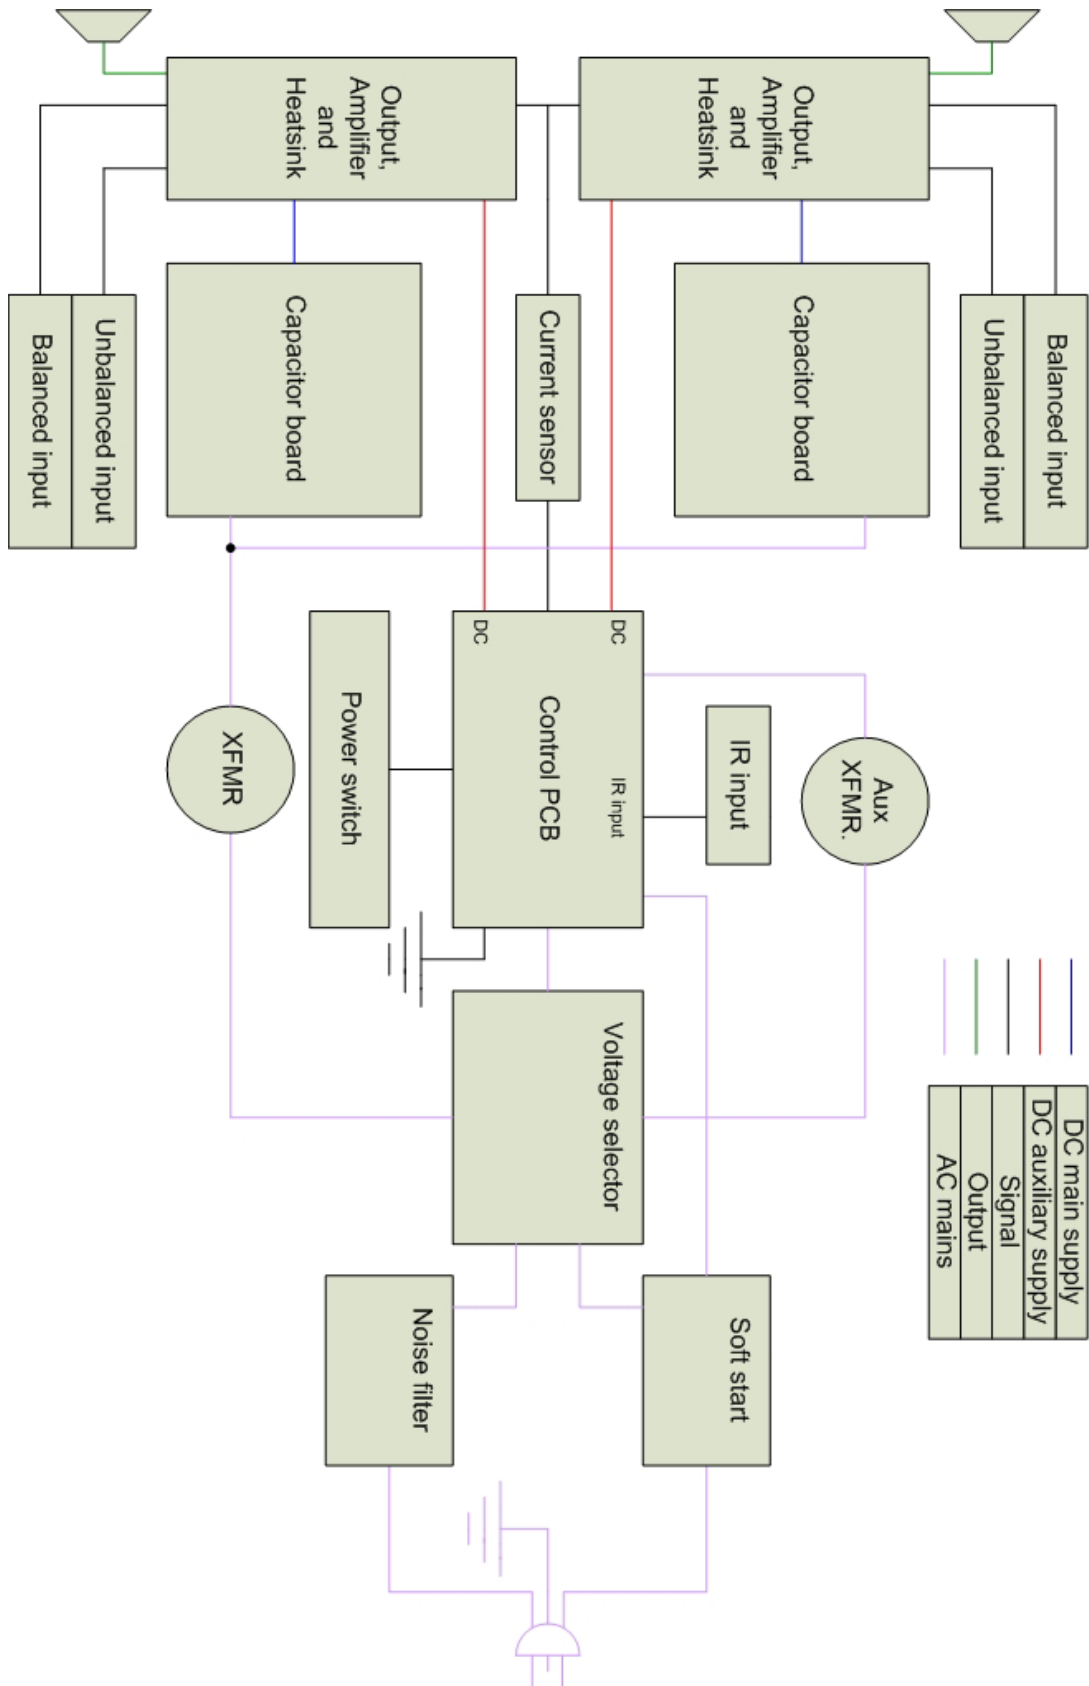 Output,
Amplifier
and
Heatsink
Output,
Amplifier
and
Heatsink
Balanced input
Unbalanced input
Capacitor board
Current sensor
Capacitor board
Unbalanced input
Balanced input
DC
DC
Power switch
Control PCB
IR input
IR input
XFMR
Aux
XFMR.
Voltage selector
DC main supply
DC auxiliary supply
Signal
Output
AC mains
Noise filter
Soft start